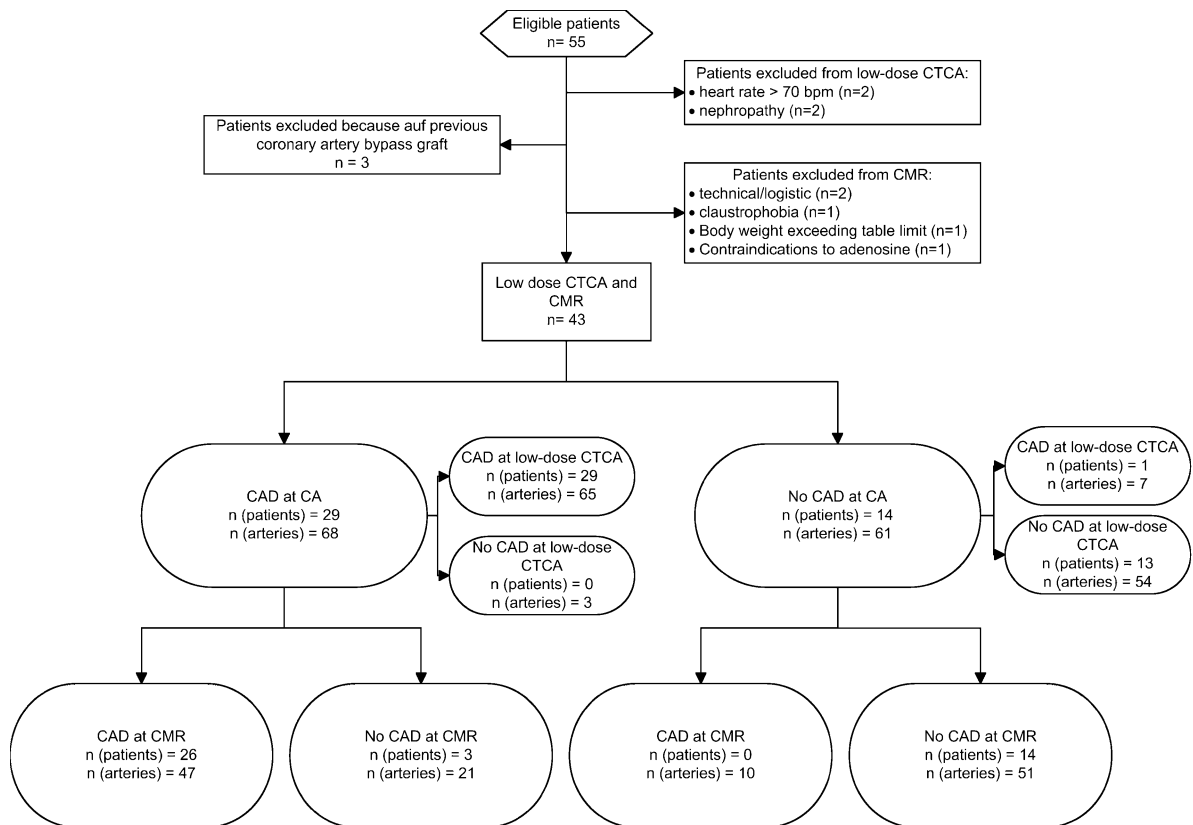 Eligible patients
n= 55
Patients excluded from low-dose CTCA:
• heart rate > 70 bpm (n=2)
• nephropathy (n=2)
Patients excluded because auf previous
coronary artery bypass graft
n = 3
Patients excluded from CMR:
• technical/logistic (n=2)
• claustrophobia (n=1)
• Body weight exceeding table limit (n=1)
• Contraindications to adenosine (n=1)
Low dose CTCA and
CMR
n= 43
CAD at CA
n (patients) = 29
n (arteries) = 68
CAD at low-dose CTCA
n (patients) = 29
n (arteries) = 65
No CAD at low-dose
CTCA
n (patients) = 0
n (arteries) = 3
No CAD at CA
n (patients) = 14
n (arteries) = 61
CAD at low-dose CTCA
n (patients) = 1
n (arteries) = 7
No CAD at low-dose
CTCA
n (patients) = 13
n (arteries) = 54
CAD at CMR
n (patients) = 26
n (arteries) = 47
No CAD at CMR
n (patients) = 3
n (arteries) = 21
CAD at CMR
n (patients) = 0
n (arteries) = 10
No CAD at CMR
n (patients) = 14
n (arteries) = 51